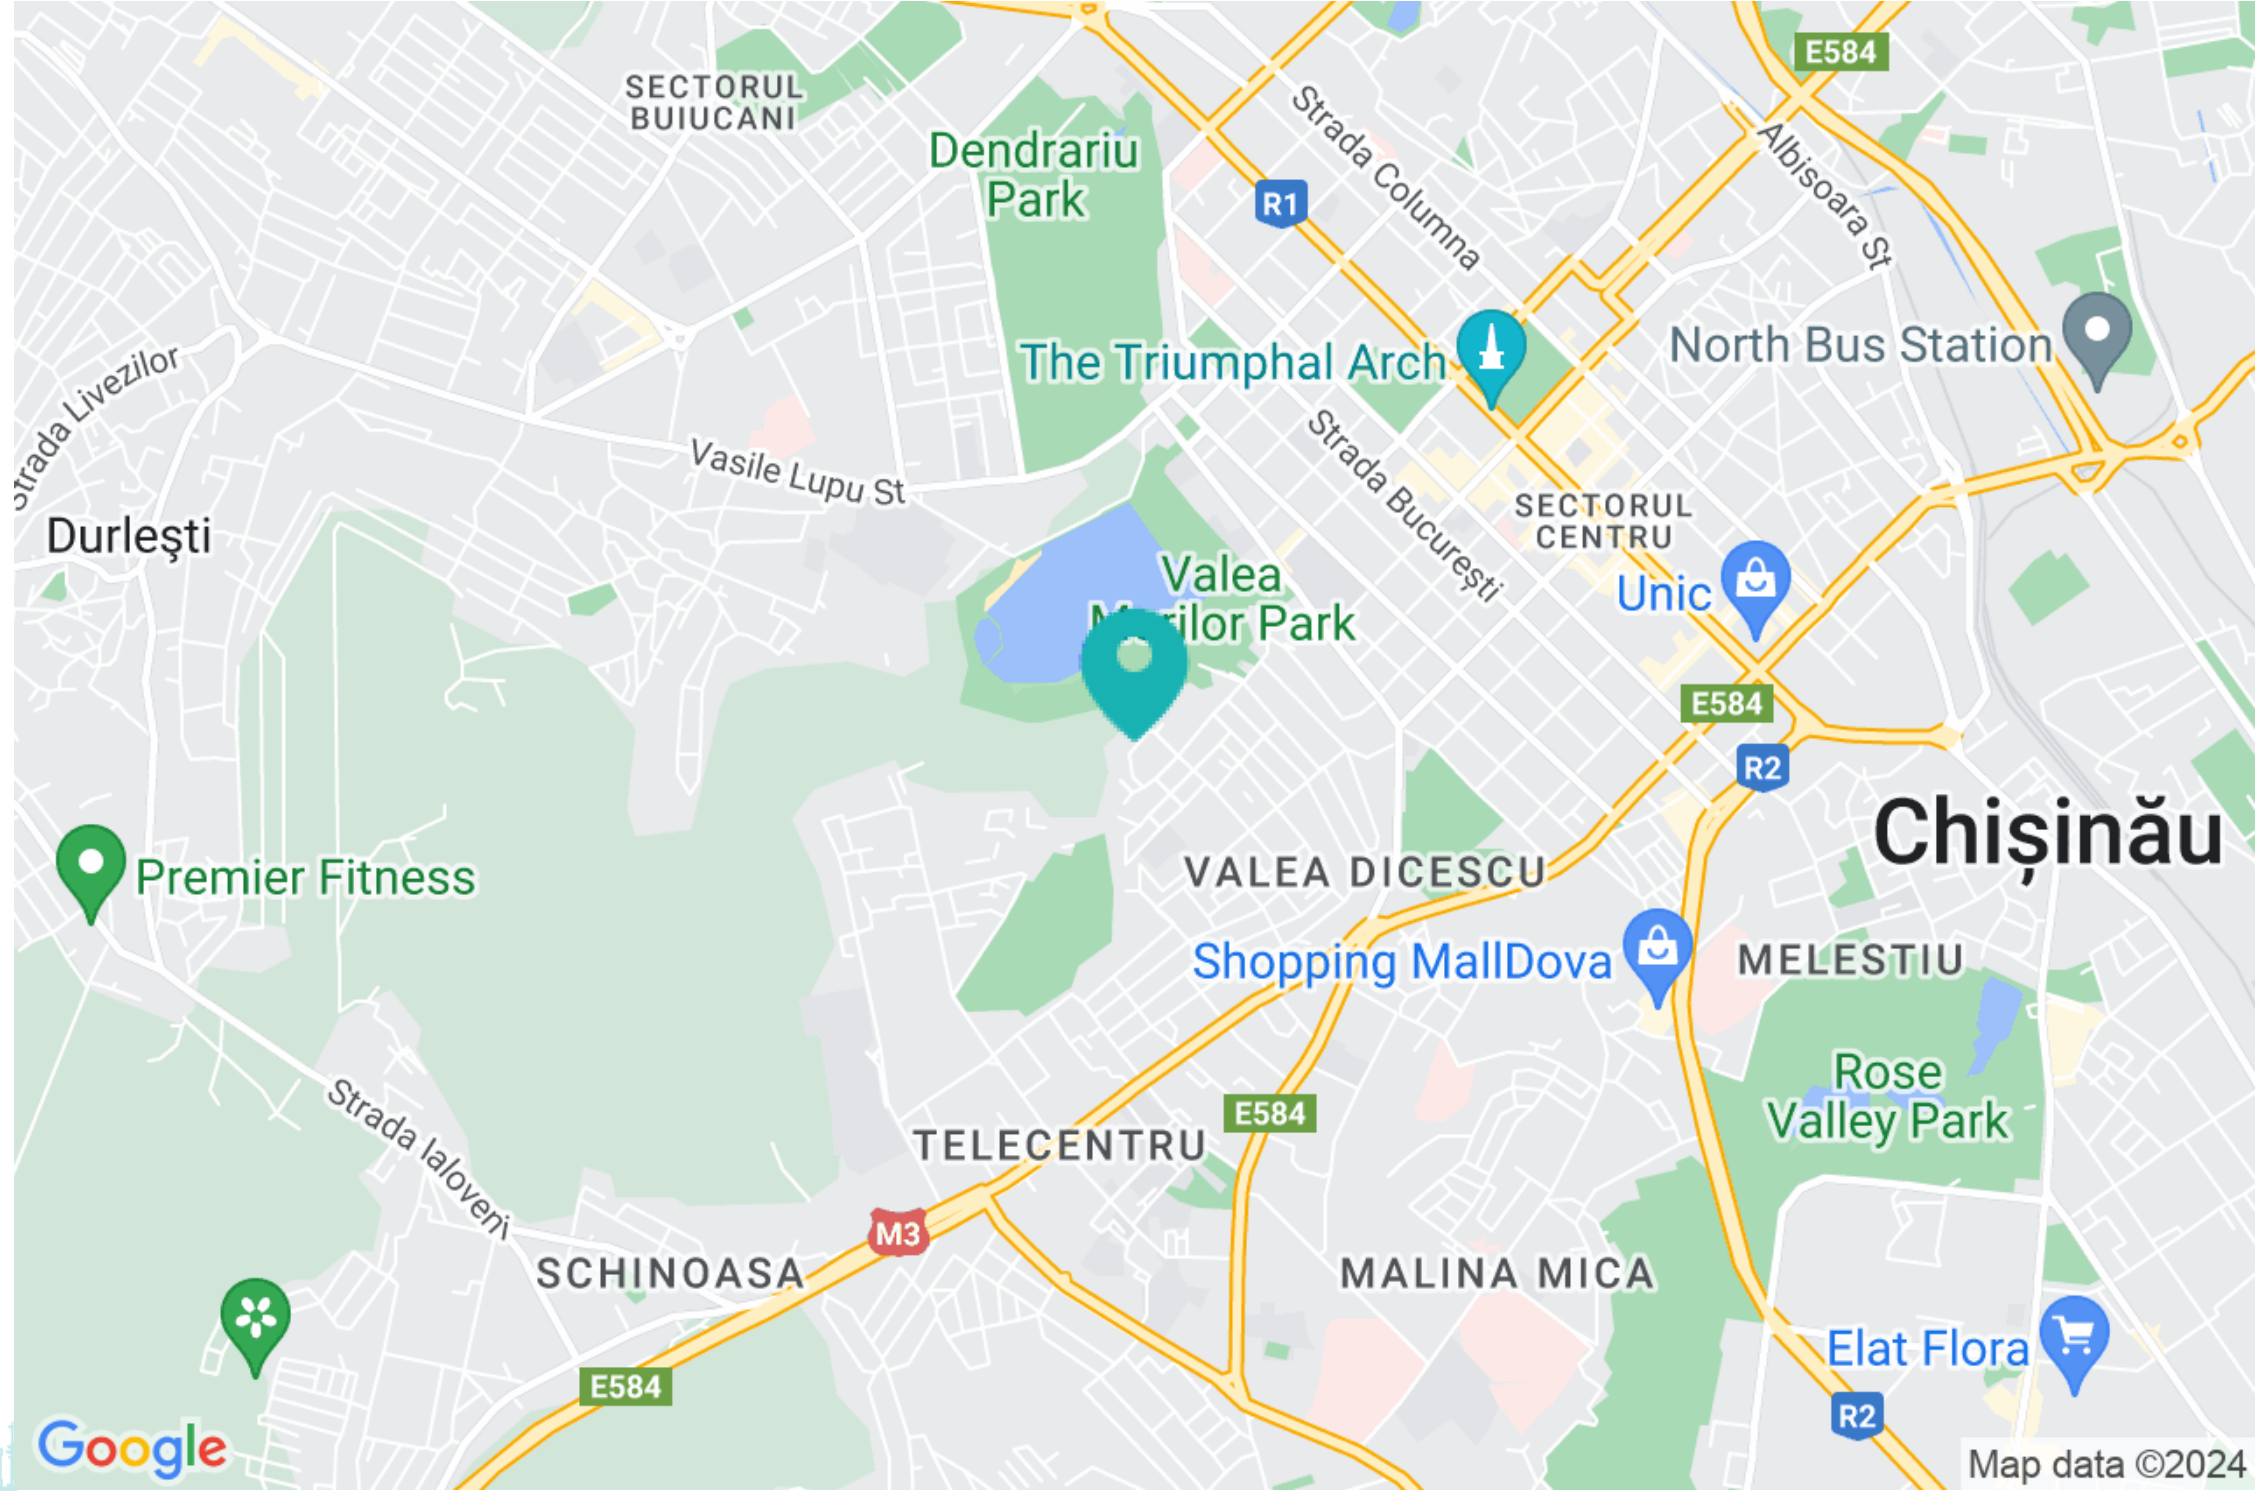 E584
SECTORUL
BUIUCANI
Strada Columna
Dendrariu
Park
Albisoara St
R1
The Triumphal Arch
North Bus Station
Strada Livezilor
Strada București
Vasile Lupu St
SECTORUL
CENTRU
Durleşti
Valea
Morilor Park
Unic
E584
R2
Chișinău
Premier Fitness
VALEA DICESCU
Shopping MallDova
MELESTIU
Rose
Valley Park
E584
Strada Ialoveni
TELECENTRU
M3
SCHINOASA
MALINA MICA
Elat Flora
E584
R2
Google
Map data ©2024